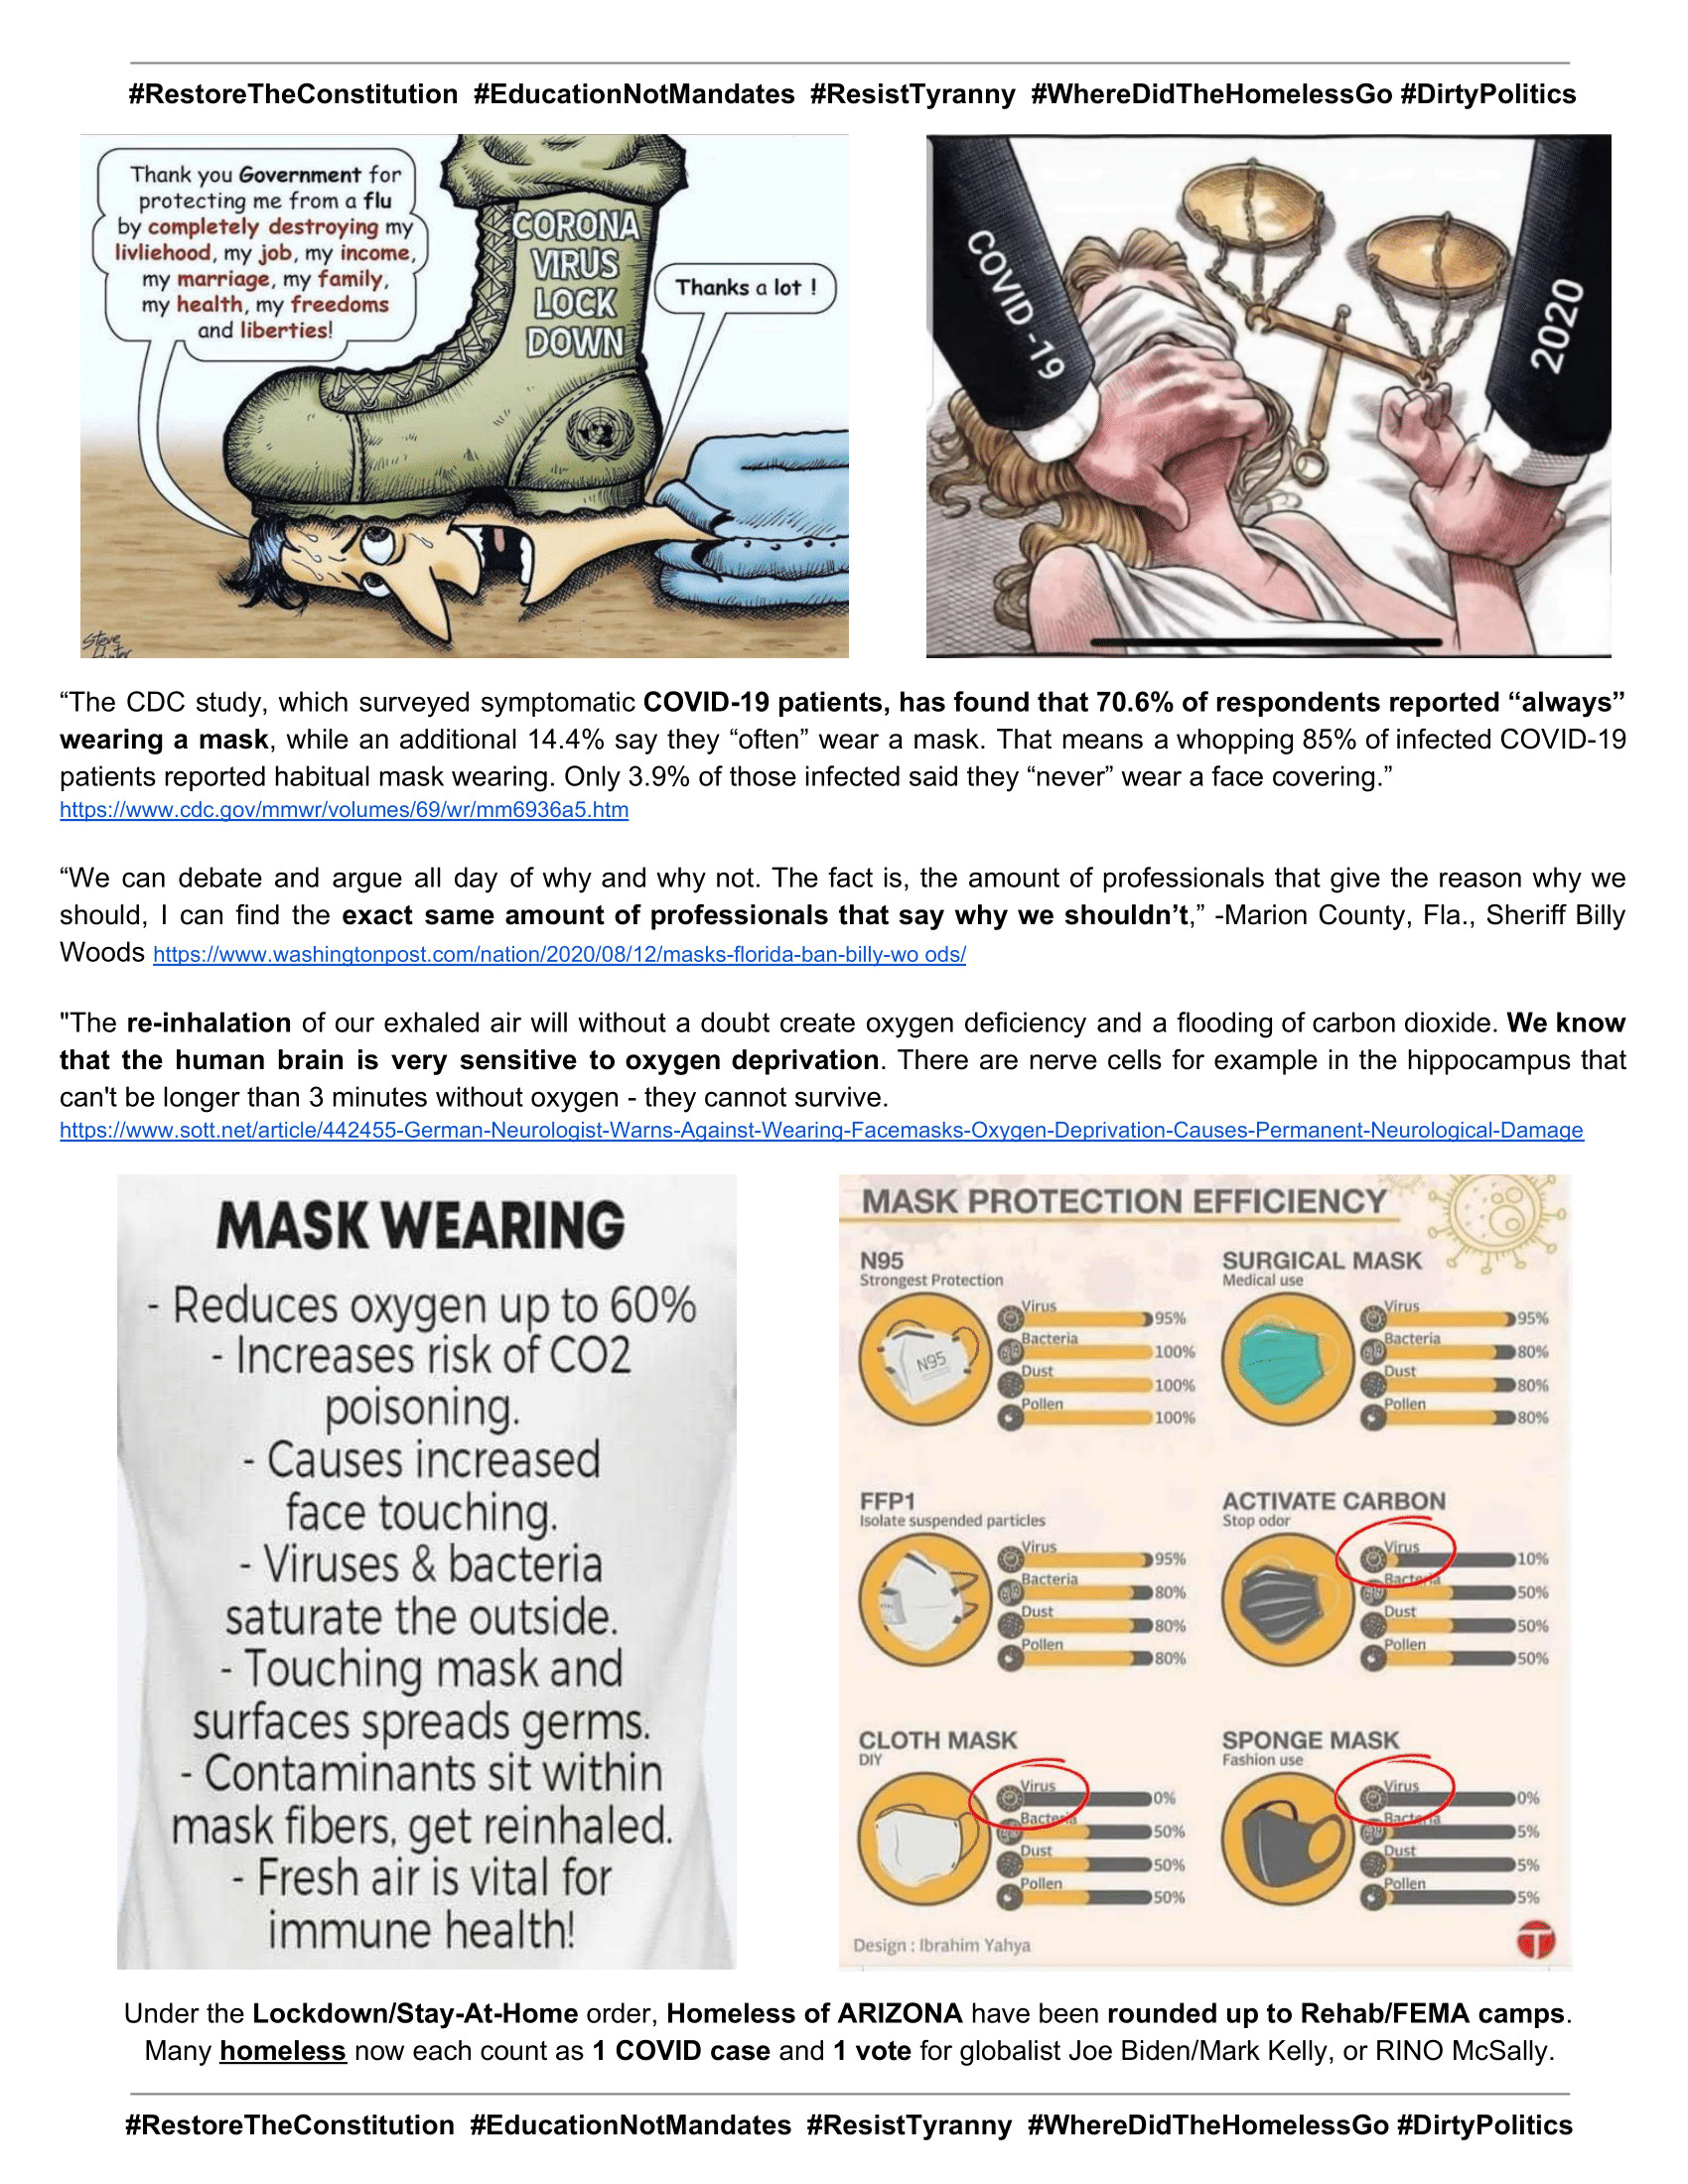 #RestoreTheConstitution #EducationNotMandates #ResistTyranny #WhereDidTheHomelessGo #DirtyPolitics
Thank you Government for
protecting me from a flu
by completely destroying my
livliehood, my job, my income,
my marriage, my family,
my health, my freedoms
and liberties!
CORONA
VIRUS
LOCK
DOWN
Thanks a lot !
Steve
Hunter
COVID-19
2020
“The CDC study, which surveyed symptomatic COVID-19 patients, has found that 70.6% of respondents reported “always”
wearing a mask, while an additional 14.4% say they “often” wear a mask. That means a whopping 85% of infected COVID-19
patients reported habitual mask wearing. Only 3.9% of those infected said they “never” wear a face covering.”
https://www.cdc.gov/mmwr/volumes/69/wr/mm6936a5.htm
“We can debate and argue all day of why and why not. The fact is, the amount of professionals that give the reason why we
should, I can find the exact same amount of professionals that say why we shouldn’t,” -Marion County, Fla., Sheriff Billy
Woods https://www.washingtonpost.com/nation/2020/08/12/masks-florida-ban-billy-wo ods/
"The re-inhalation of our exhaled air will without a doubt create oxygen deficiency and a flooding of carbon dioxide. We know
that the human brain is very sensitive to oxygen deprivation. There are nerve cells for example in the hippocampus that
can't be longer than 3 minutes without oxygen - they cannot survive.
https://www.sott.net/article/442455-German-Neurologist-Warns-Against-Wearing-Facemasks-Oxygen-Deprivation-Causes-Permanent-Neurological-Damage
MASK WEARING
- Reduces oxygen up to 60%
- Increases risk of CO2
poisoning.
- Causes increased
face touching.
- Viruses & bacteria
saturate the outside.
- Touching mask and
surfaces spreads germs.
- Contaminants sit within
mask fibers, get reinhaled.
- Fresh air is vital for
immune health!
MASK PROTECTION EFFICIENCY
N95
Strongest Protection
N95
Virus
95%
Bacteria
100%
Dust
100%
Pollen
100%
SURGICAL MASK
Medical use
Virus
95%
Bacteria
80%
Dust
80%
Pollen
80%
FFP1
Isolate suspended particles
Virus
95%
Bacteria
80%
Dust
80%
Pollen
80%
ACTIVATE CARBON
Stop odor
Virus
10%
Bacteria
50%
Dust
50%
Pollen
50%
CLOTH MASK
DIY
Virus
0%
Bacteria
50%
Dust
50%
Pollen
50%
SPONGE MASK
Fashion use
Virus
0%
Bacteria
5%
Dust
5%
Pollen
5%
Design : Ibrahim Yahya
T
Under the Lockdown/Stay-At-Home order, Homeless of ARIZONA have been rounded up to Rehab/FEMA camps.
Many homeless now each count as 1 COVID case and 1 vote for globalist Joe Biden/Mark Kelly, or RINO McSally.
#RestoreTheConstitution #EducationNotMandates #ResistTyranny #WhereDidTheHomelessGo #DirtyPolitics